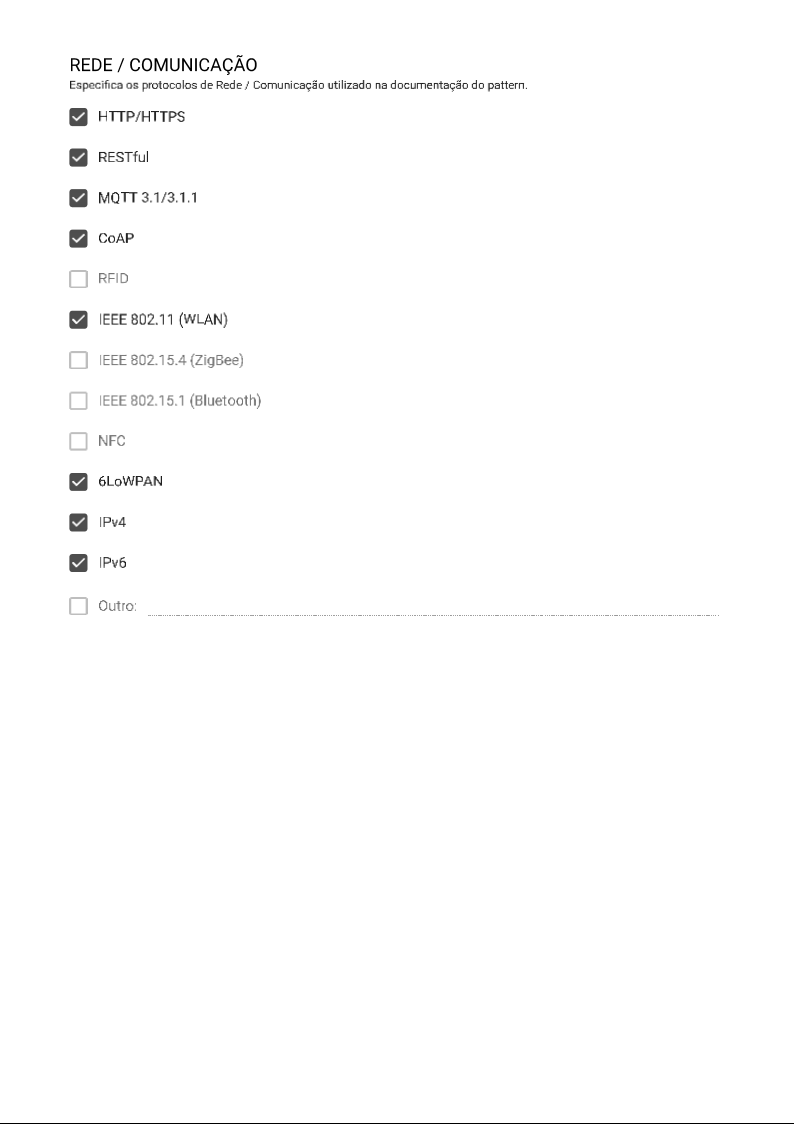 REDE / COMUNICAÇÃO
Especifica os protocolos de Rede / Comunicação utilizado na documentação do pattern.
HTTP/HTTPS
RESTful
MQTT 3.1/3.1.1
CoAP
RFID
IEEE 802.11 (WLAN)
IEEE 802.15.4 (ZigBee)
IEEE 802.15.1 (Bluetooth)
NFC
6LoWPAN
IPv4
IPv6
Outro: